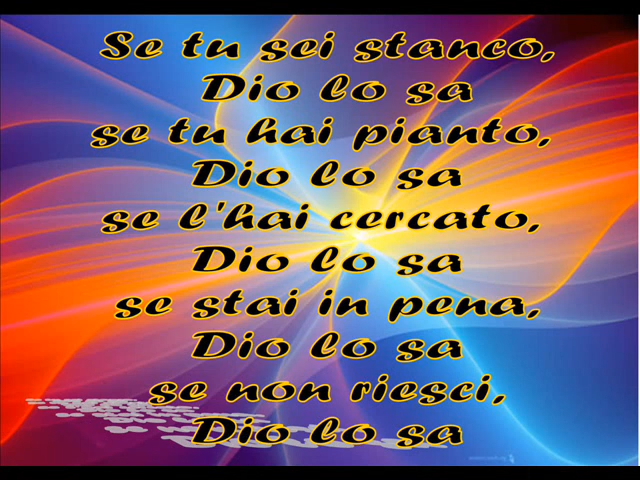 Se tu sei stanco,
Dio lo sa
se tu hai pianto,
Dio lo sa
se l'hai cercato,
Dio lo sa
se stai in pena,
Dio lo sa
se non riesci,
Dio lo sa